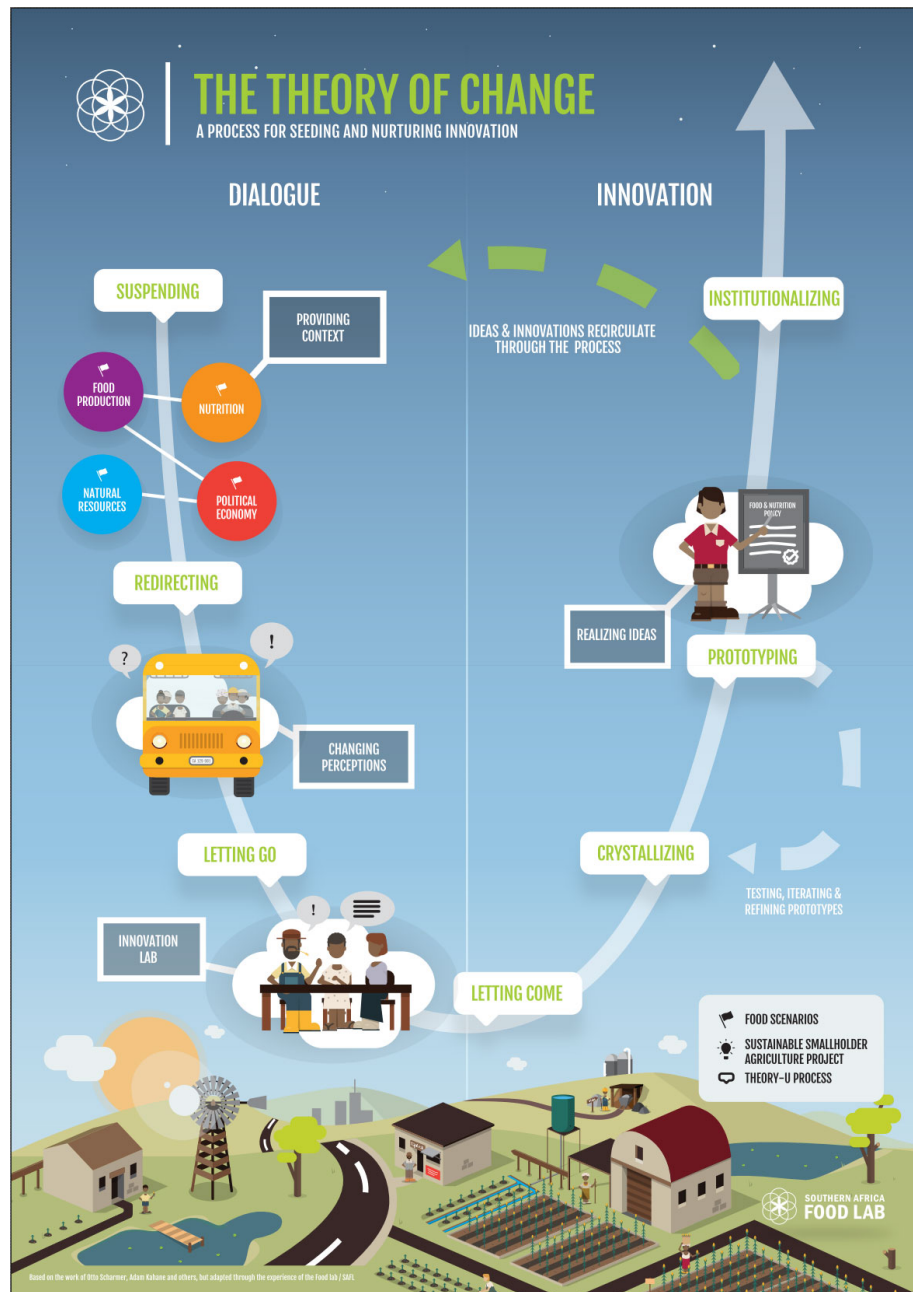 THE THEORY OF CHANGE
A PROCESS FOR SEEDING AND NURTURING INNOVATION
DIALOGUE
INNOVATION
SUSPENDING
PROVIDING
CONTEXT
FOOD
PRODUCTION
NUTRITION
NATURAL
RESOURCES
POLITICAL
ECONOMY
REDIRECTING
?
!
CHANGING
PERCEPTIONS
LETTING GO
!
INNOVATION
LAB
LETTING COME
CRYSTALLIZING
TESTING, ITERATING &
REFINING PROTOTYPES
PROTOTYPING
REALIZING IDEAS
FOOD & NUTRITION
POLICY
INSTITUTIONALIZING
IDEAS & INNOVATIONS RECIRCULATE
THROUGH THE PROCESS
FOOD SCENARIOS
SUSTAINABLE SMALLHOLDER
AGRICULTURE PROJECT
THEORY-U PROCESS
SOUTHERN AFRICA
FOOD LAB
Based on the work of Otto Scharmer, Adam Kahane and others, but adapted through the experience of the Food lab / SAFL